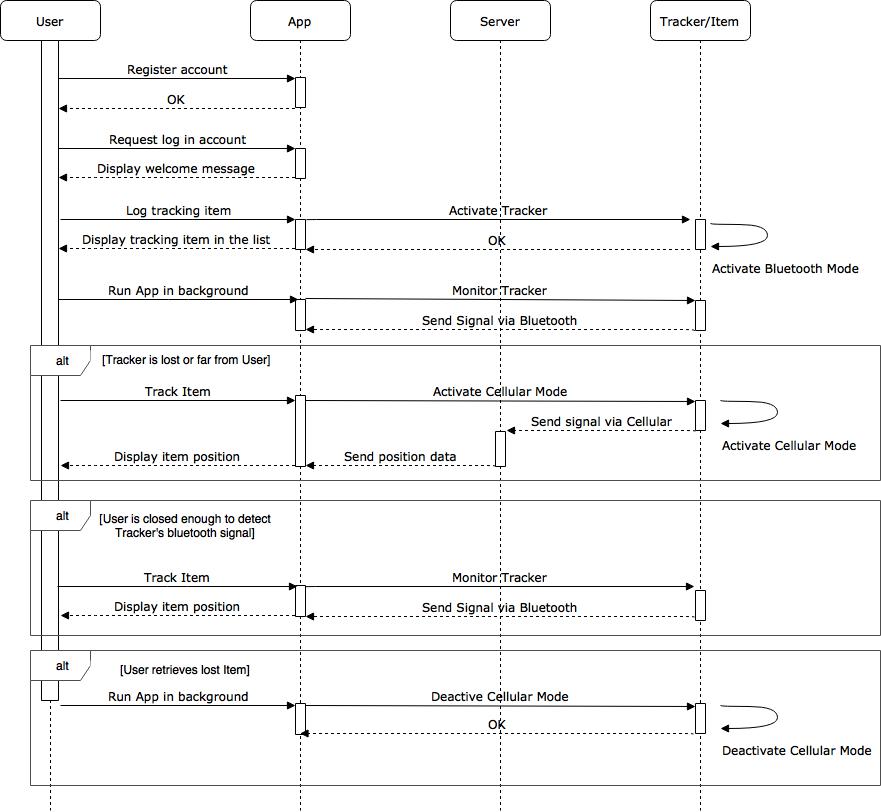 User
App
Server
Tracker/Item
Register account
OK
Request log in account
Display welcome message
Log tracking item
Activate Tracker
Display tracking item in the list
OK
Activate Bluetooth Mode
Run App in background
Monitor Tracker
Send Signal via Bluetooth
alt
[Tracker is lost or far from User]
Track Item
Activate Cellular Mode
Send signal via Cellular
Activate Cellular Mode
Display item position
Send position data
alt
[User is closed enough to detect
Tracker's bluetooth signal]
Track Item
Monitor Tracker
Display item position
Send Signal via Bluetooth
alt
[User retrieves lost Item]
Run App in background
Deactive Cellular Mode
OK
Deactivate Cellular Mode